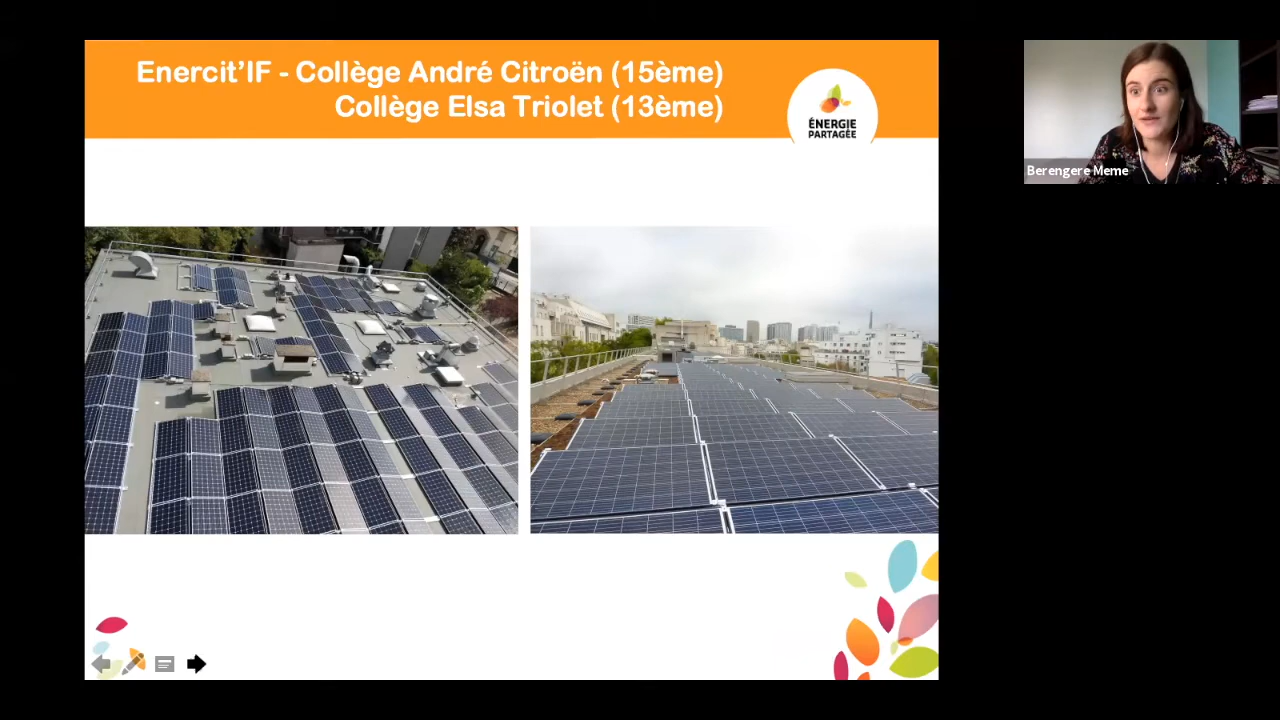 Enercit'IF - Collège André Citroën (15ème)
Collège Elsa Triolet (13ème)
ÉNERGIE
PARTAGÉE
Berengere Meme